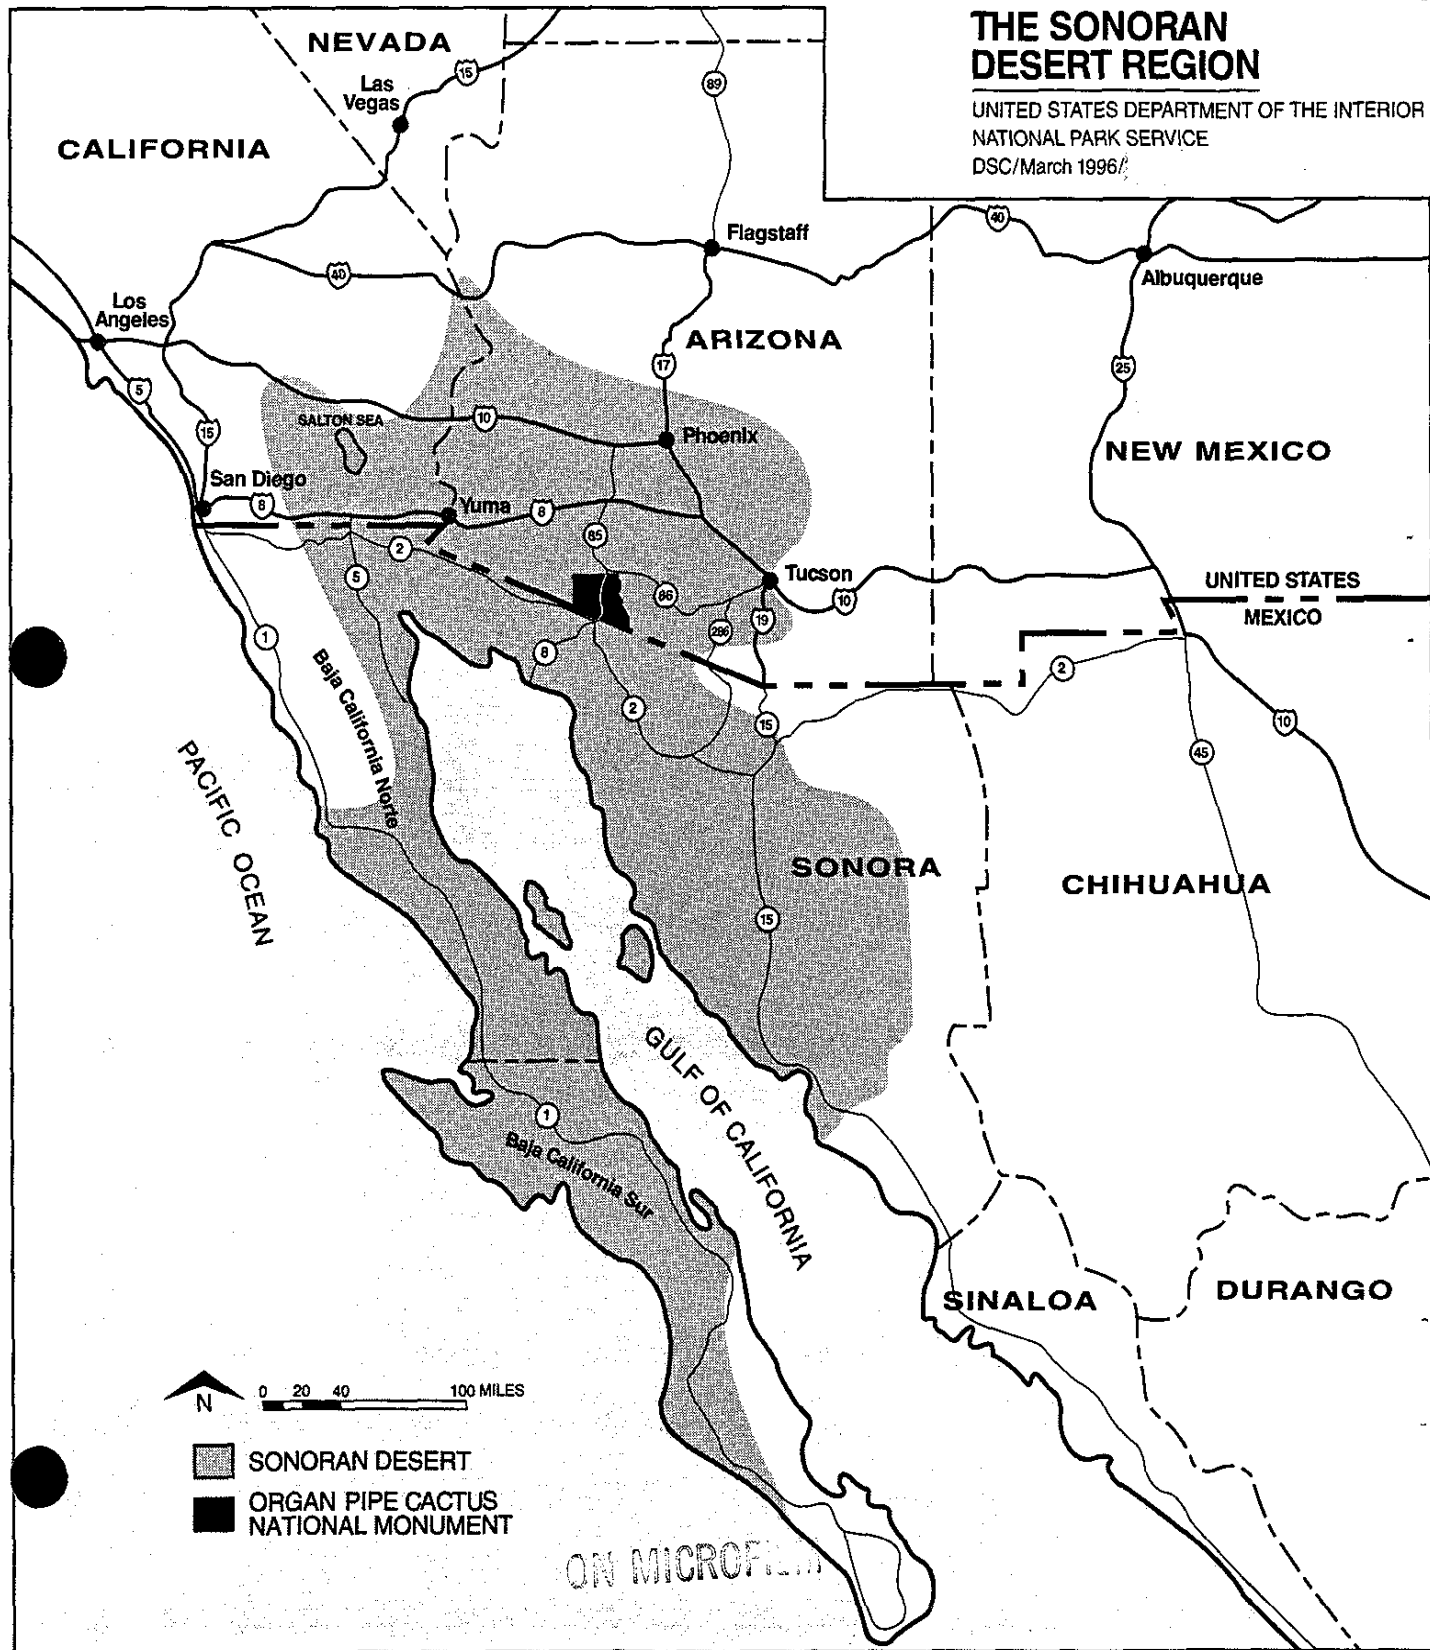 THE SONORAN
DESERT REGION
UNITED STATES DEPARTMENT OF THE INTERIOR
NATIONAL PARK SERVICE
DSC/March 1996/
NEVADA
15
Las
Vegas
89
CALIFORNIA
Flagstaff
40
40
Albuquerque
Los
Angeles
ARIZONA
17
25
5
15
SALTON SEA
10
Phoenix
NEW MEXICO
San Diego
8
Yuma
8
85
2
5
Tucson
86
10
UNITED STATES
MEXICO
19
286
1
8
2
Baja California Norte
2
15
10
45
PACIFIC OCEAN
SONORA
CHIHUAHUA
15
GULF OF CALIFORNIA
1
Baja California Sur
SINALOA
DURANGO
N
0 20 40 100 MILES
SONORAN DESERT
ORGAN PIPE CACTUS
NATIONAL MONUMENT
ON